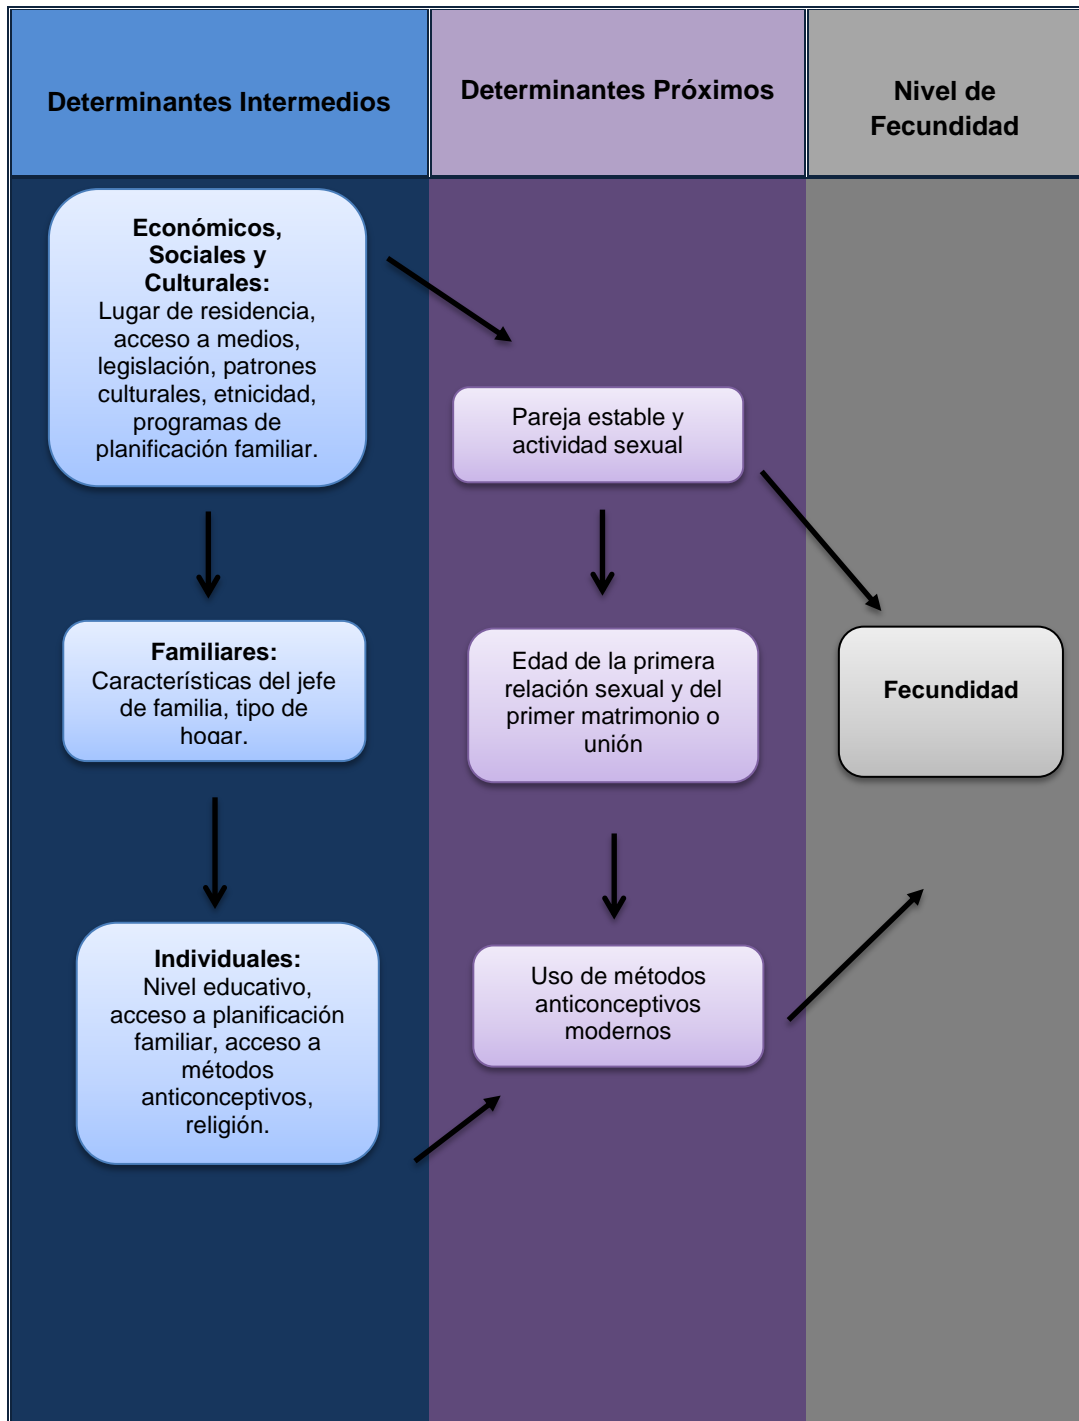 Determinantes Intermedios
Determinantes Próximos
Nivel de
Fecundidad
Económicos,
Sociales y
Culturales:
Lugar de residencia,
acceso a medios,
legislación, patrones
culturales, etnicidad,
programas de
planificación familiar.
Familiares:
Características del jefe
de familia, tipo de
hogar.
Individuales:
Nivel educativo,
acceso a planificación
familiar, acceso a
métodos
anticonceptivos,
religión.
Pareja estable y
actividad sexual
Edad de la primera
relación sexual y del
primer matrimonio o
unión
Uso de métodos
anticonceptivos
modernos
Fecundidad